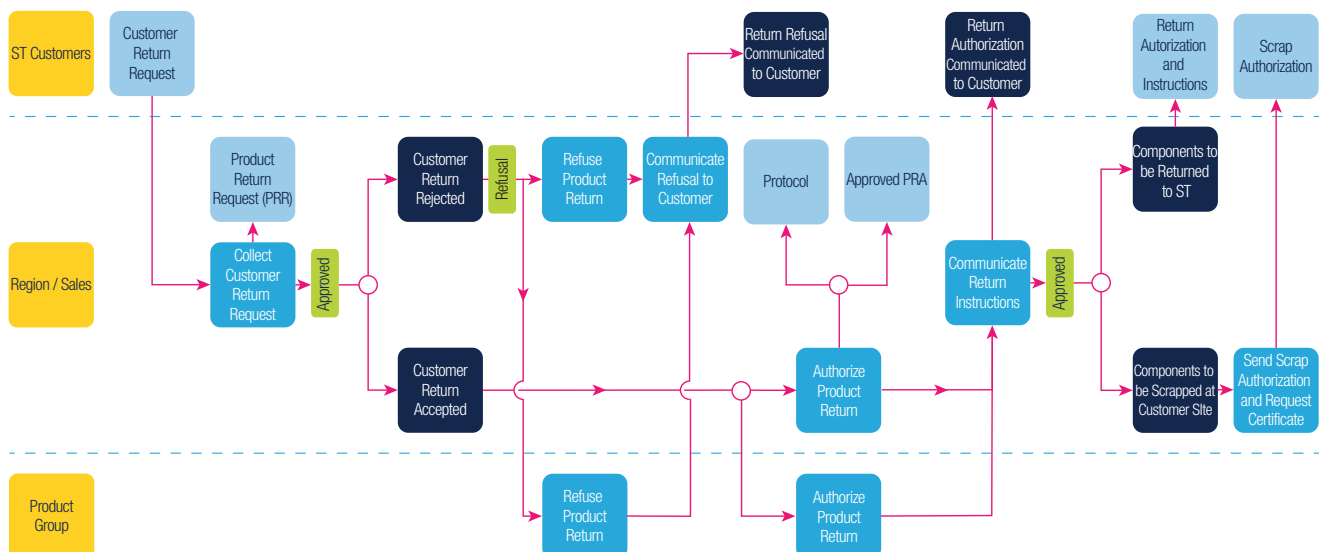 ST Customers
Customer
Return
Request
Return Refusal
Communicated
to Customer
Return
Authorization
Communicated
to Customer
Return
Autorization
and
Instructions
Scrap
Authorization
Region / Sales
Product
Return
Request (PRR)
Collect
Customer
Return
Request
Approved
Customer
Return
Rejected
Refusal
Refuse
Product
Return
Communicate
Refusal to
Customer
Protocol
Approved PRA
Customer
Return
Accepted
Authorize
Product
Return
Communicate
Return
Instructions
Approved
Components to
be Returned
to ST
Components to
be Scrapped at
Customer SIte
Send Scrap
Authorization
and Request
Certificate
Product
Group
Refuse
Product
Return
Authorize
Product
Return